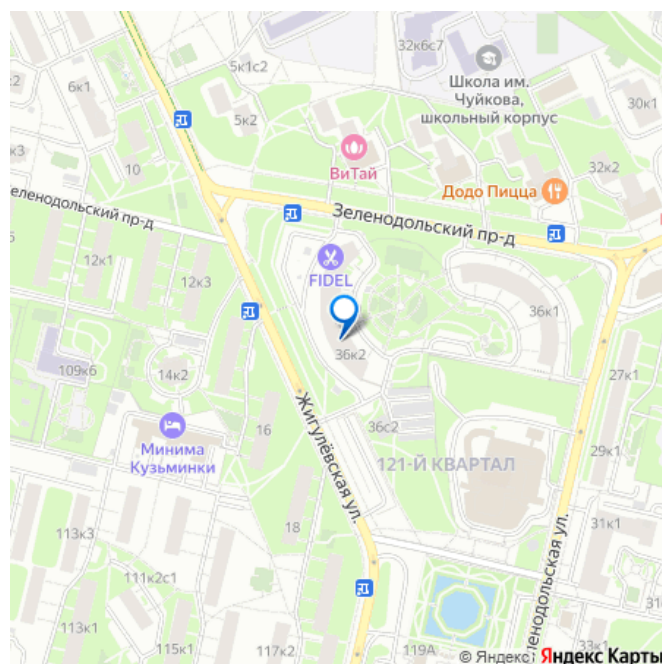 32к6с7
5к1с2
6к1
Школа им.
Чуйкова,
школьный корпус
30к1
5к2
к3
10
ВиТай
32к2
Додо Пицца
Зеленодольский пр-д
еленодольский пр-д
12к1
12к3
FIDEL
36к1
36к2
109к6
14к2
27к1
Минима
Кузьминки
16
36с2
121-Й КВАРТАЛ
29к1
Жигулёвская ул.
18
113к3
31к1
111к2с1
113к1
115к1
117к2
119А
ленодольская ул.
© Яндекс
Яндекс Карты